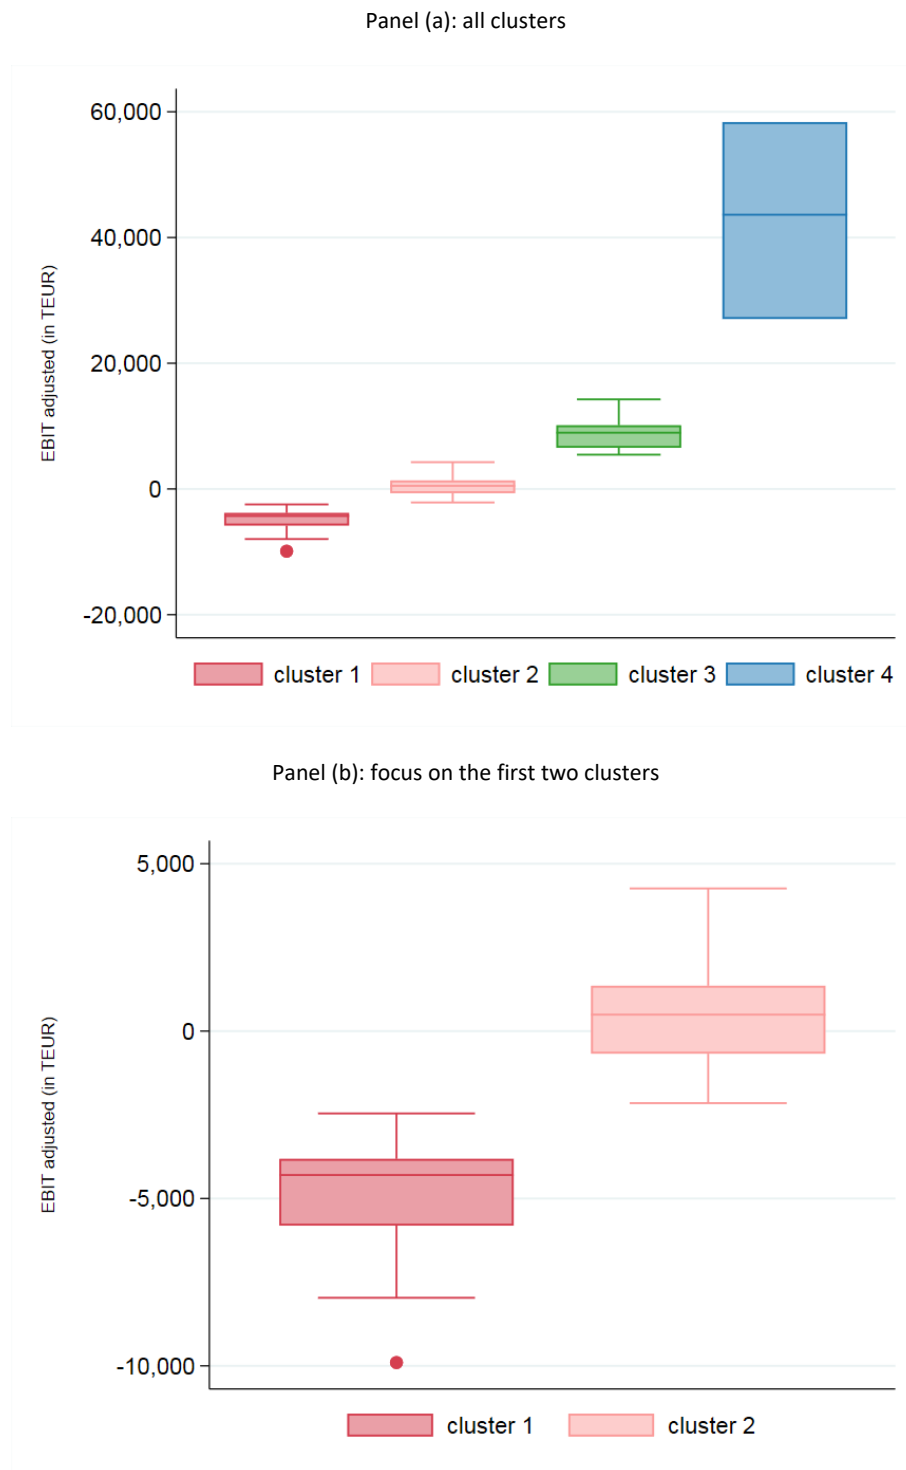 Panel (a): all clusters
60,000
40,000
20,000
0
-20,000
EBIT adjusted (in TEUR)
cluster 1 cluster 2 cluster 3 cluster 4
Panel (b): focus on the first two clusters
5,000
0
-5,000
-10,000
EBIT adjusted (in TEUR)
cluster 1 cluster 2